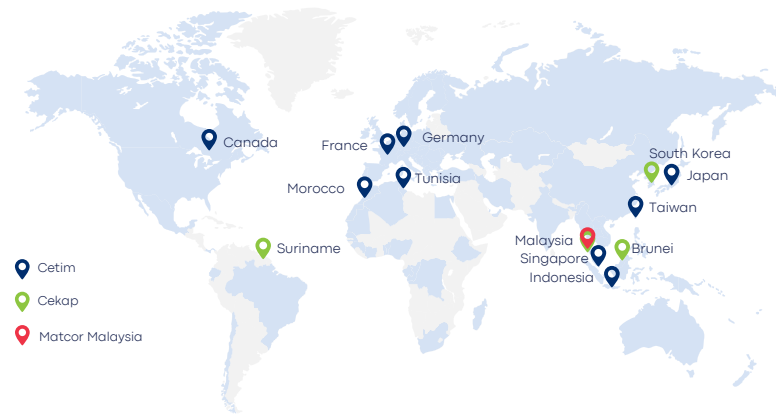 Canada
France
Germany
South Korea
Japan
Tunisia
Morocco
Taiwan
Malaysia
Suriname
Brunei
Singapore
Indonesia
Cetim
Cekap
Matcor Malaysia